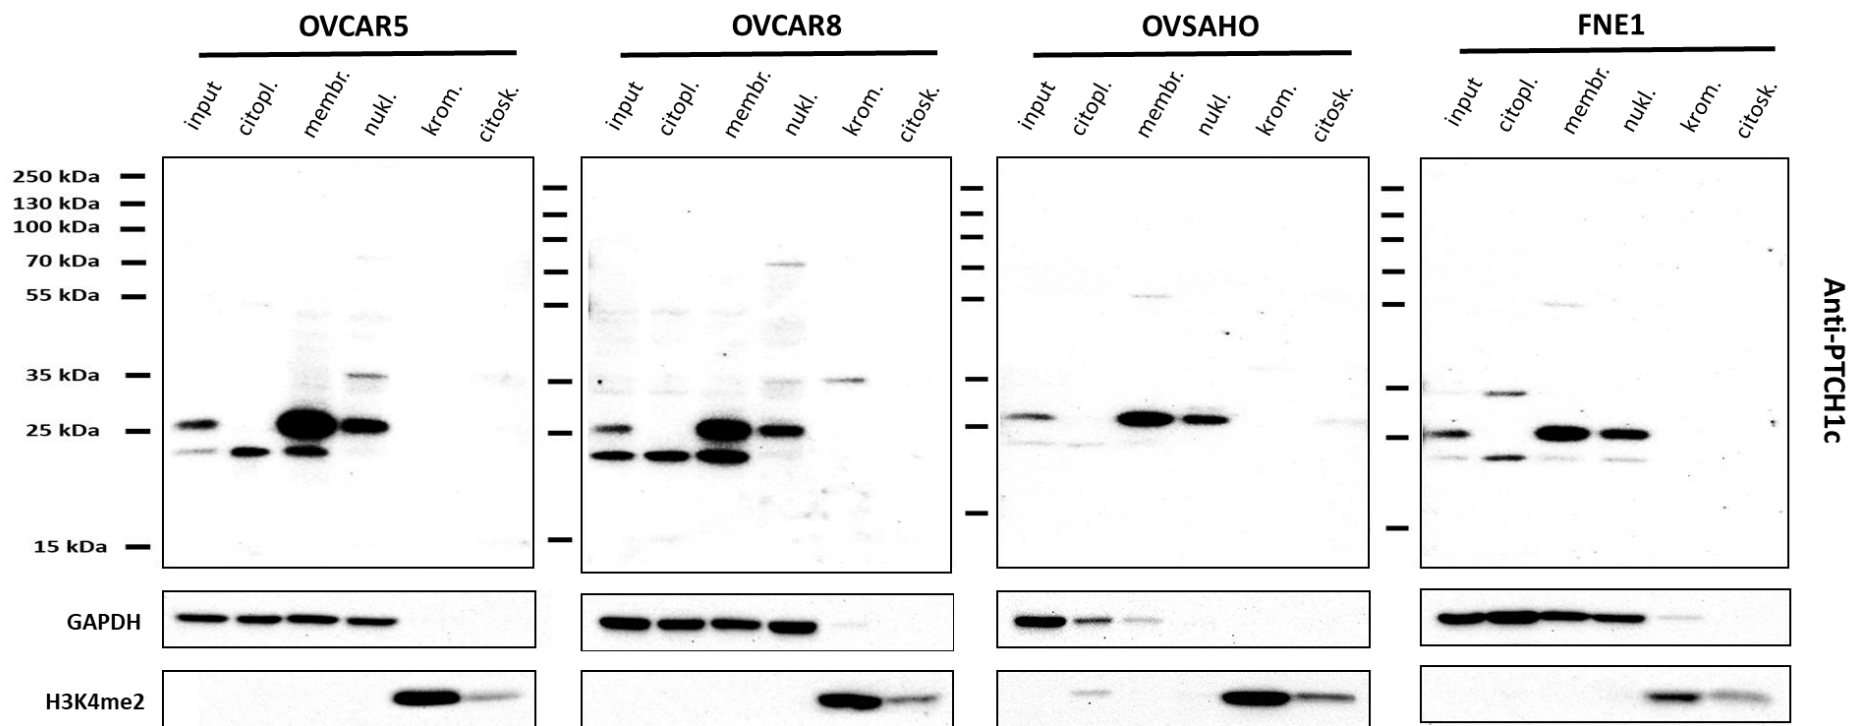 OVCAR5 OVCAR8 OVSAHO FNE1
input citopl. membr. nukl. krom. citosk. input citopl. membr. nukl. krom. citosk. input citopl. membr. nukl. krom. citosk. input citopl. membr. nukl. krom. citosk.
250 kDa
130 kDa
100 kDa
70 kDa
55 kDa
35 kDa
25 kDa
15 kDa
Anti-PTCH1c
GAPDH
H3K4me2